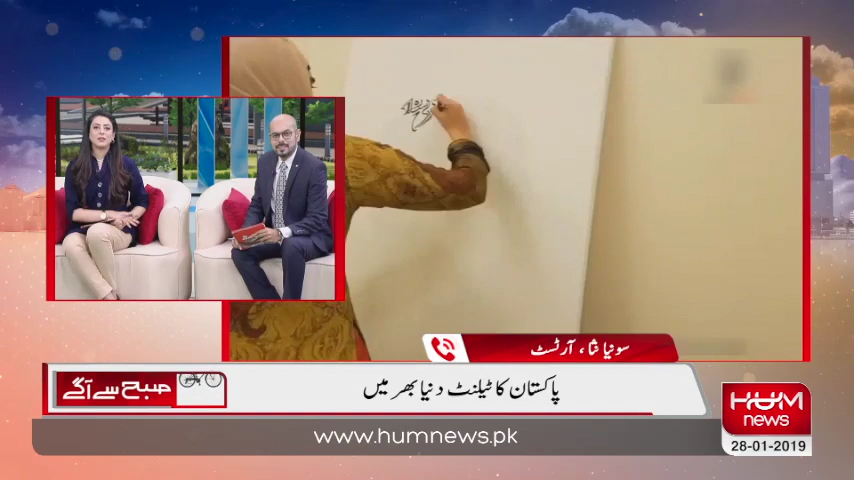 سونیا ثنا، آرٹسٹ
صبح سے آگے
پاکستان کا ٹیلنٹ دنیا بھر میں
HUM
news
www.humnews.pk
28-01-2019